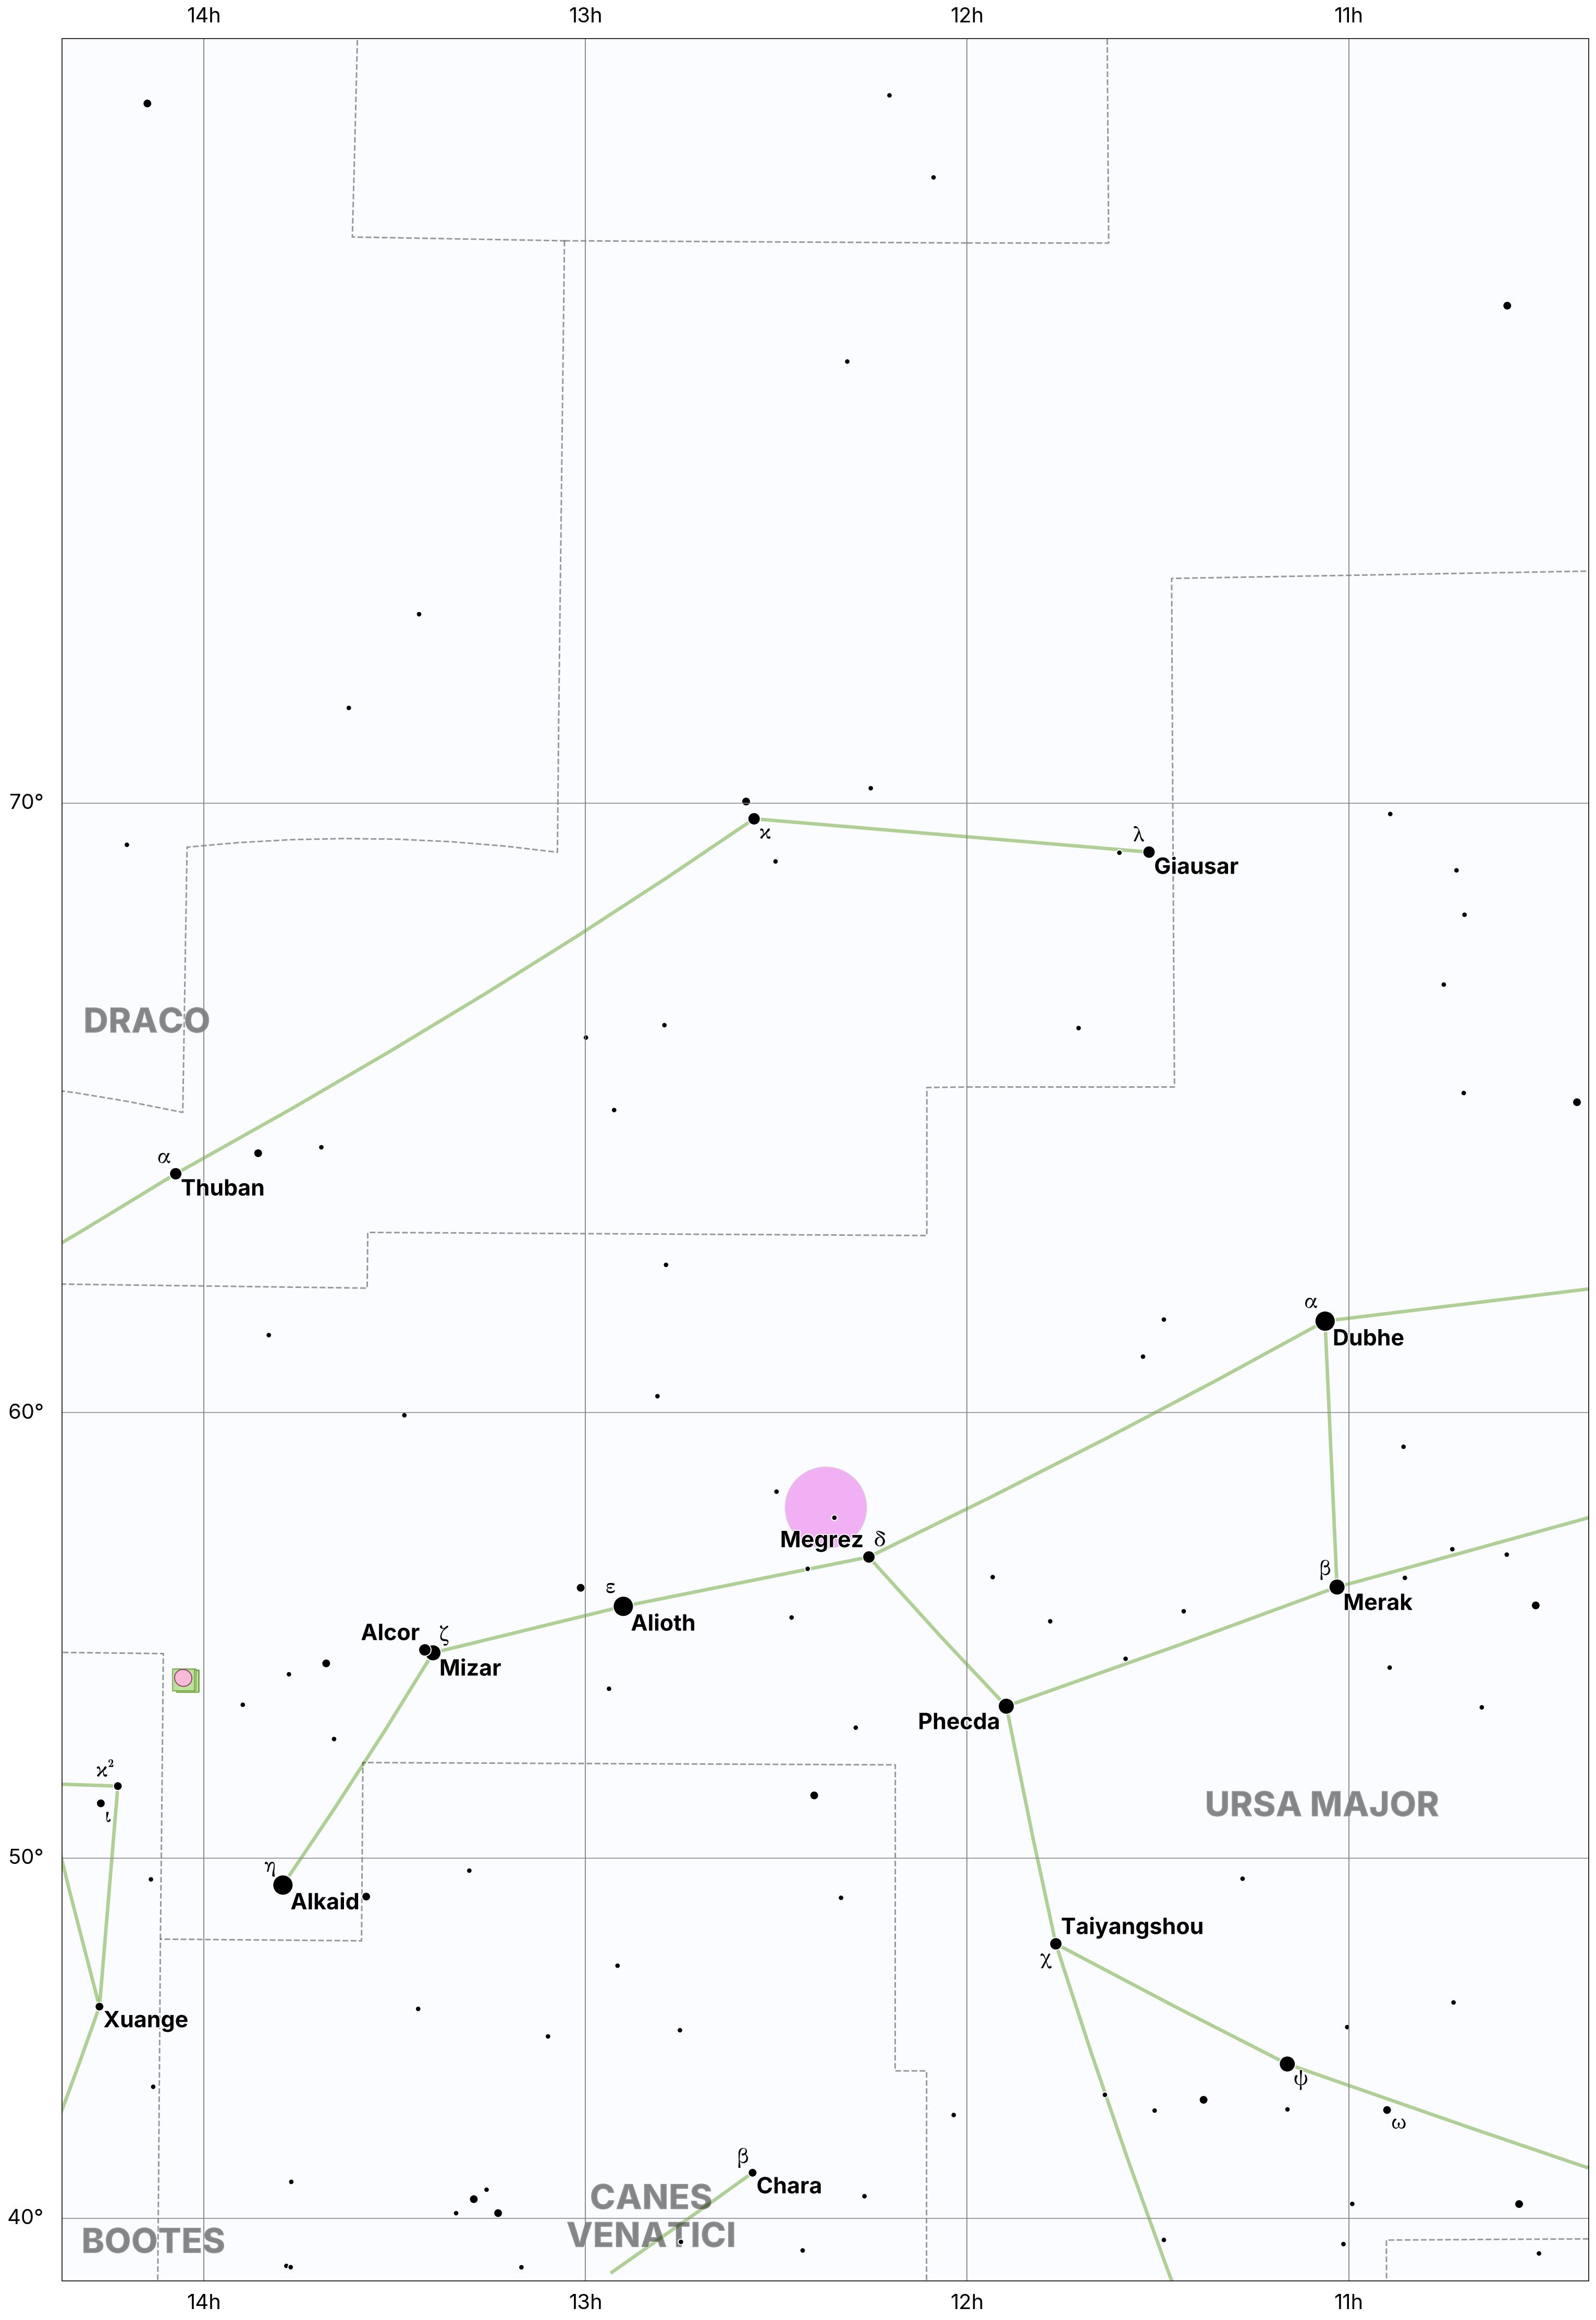 14h 13h 12h 11h
70°
ϰ
λ
Giausar
DRACO
α
Thuban
α
Dubhe
60°
Megrez δ
β
Merak
ε
Alioth
Alcor ζ
Mizar
Phecda
ϰ²
ι
URSA MAJOR
50°
η
Alkaid
Taiyangshou
χ
Xuange
ψ
ω
β
Chara
CANES
VENATICI
40°
BOOTES
14h 13h 12h 11h